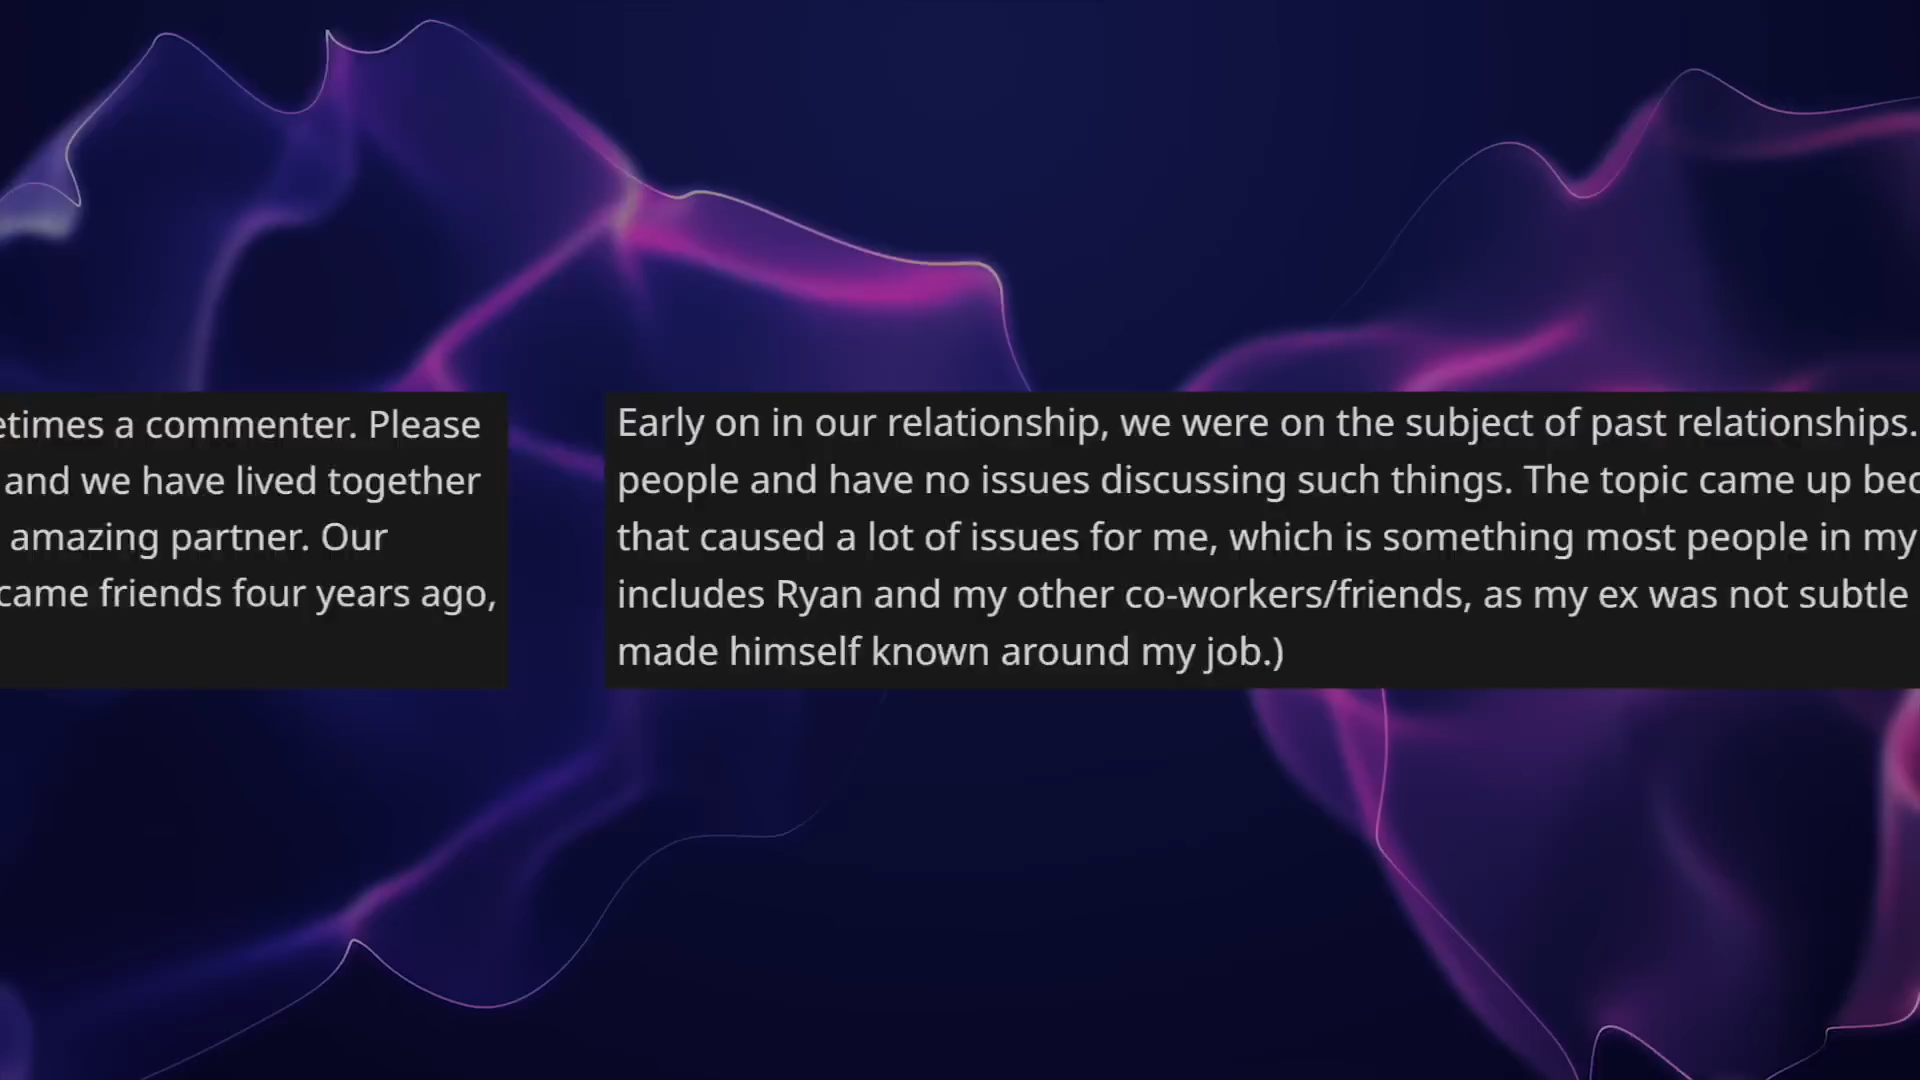 etimes a commenter. Please
and we have lived together
amazing partner. Our
came friends four years ago,
Early on in our relationship, we were on the subject of past relationships.
people and have no issues discussing such things. The topic came up bec
that caused a lot of issues for me, which is something most people in my
includes Ryan and my other co-workers/friends, as my ex was not subtle
made himself known around my job.)